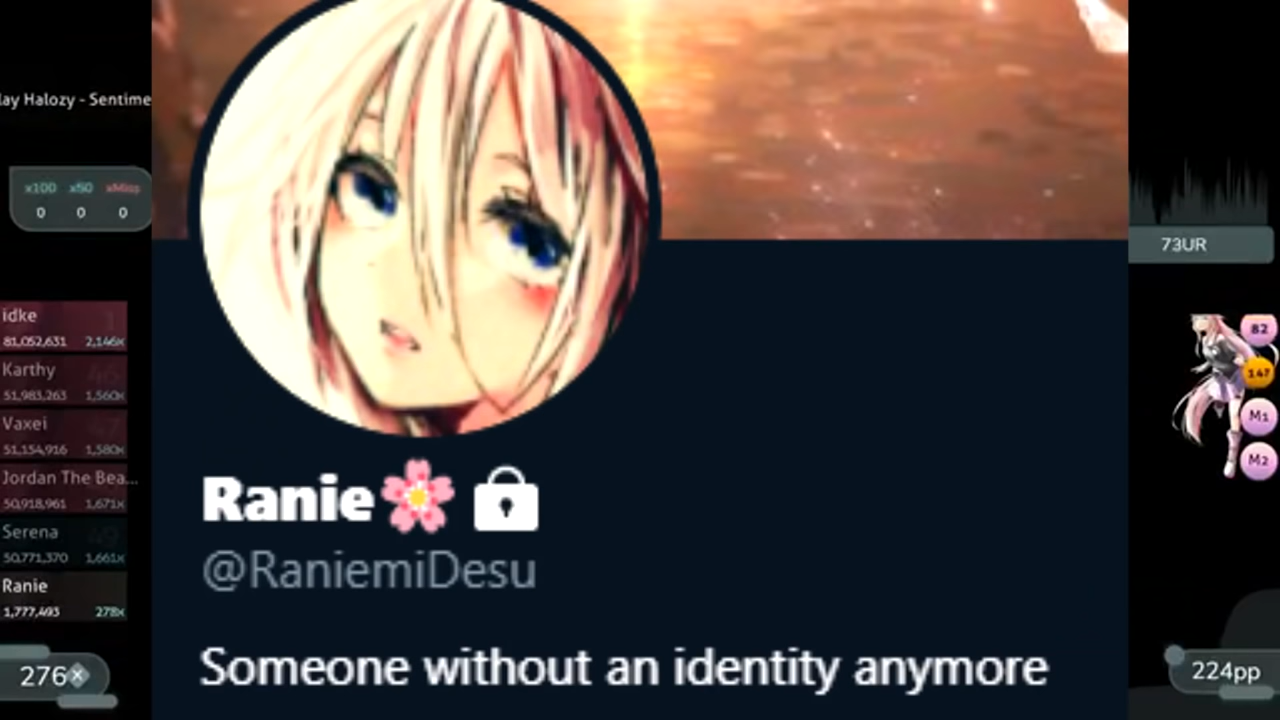 lay Halozy - Sentime
x100 x50 xMiss
0 0 0
73UR
idke
81,052,631 2,146x
Karthy
51,983,263 1,560x
Vaxei
51,154,916 1,580x
Jordan The Bea...
50,918,961 1,671x
Serena
50,771,370 1,661x
Ranie
1,777,493 278x
276x
82
147
M1
M2
224pp
Ranie🌸 🔒
@RaniemiDesu
Someone without an identity anymore